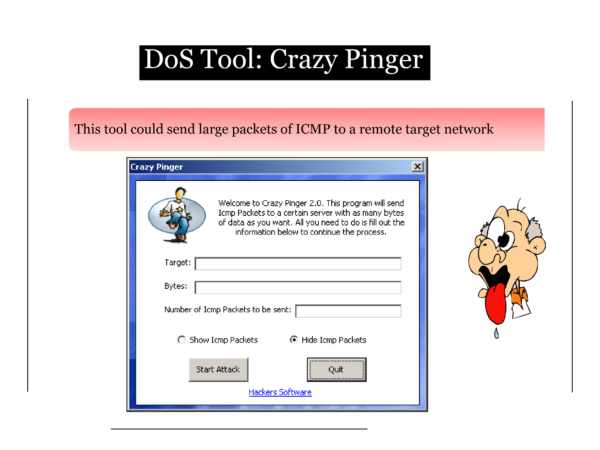 DoS Tool: Crazy Pinger
This tool could send large packets of ICMP to a remote target network
Crazy Pinger
Welcome to Crazy Pinger 2.0. This program will send
Icmp Packets to a certain server with as many bytes
of data as you want. All you need to do is fill out the
information below to continue the process.
Target:
Bytes:
Number of Icmp Packets to be sent:
Show Icmp Packets Hide Icmp Packets
Start Attack Quit
Hackers Software